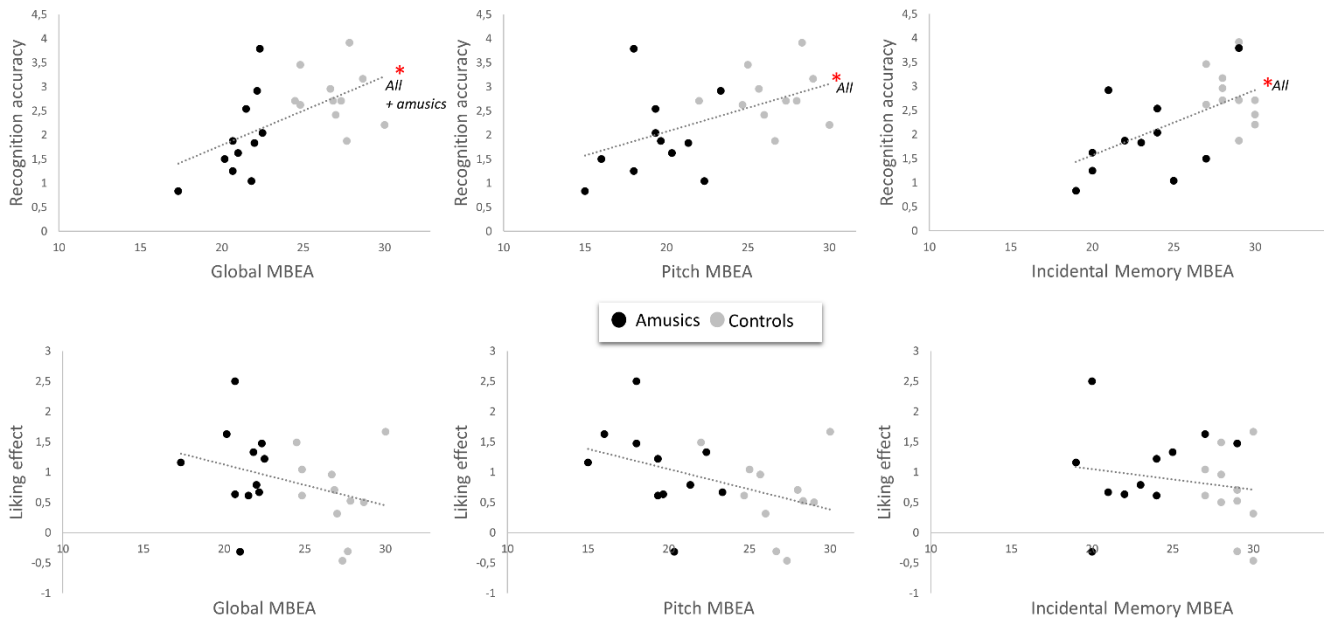 Recognition accuracy
4,5
4
3,5
3
2,5
2
1,5
1
0,5
0
10 15 20 25 30
Global MBEA
*
All
+ amusics
Recognition accuracy
4,5
4
3,5
3
2,5
2
1,5
1
0,5
0
10 15 20 25 30
Pitch MBEA
*
All
Recognition accuracy
4,5
4
3,5
3
2,5
2
1,5
1
0,5
0
10 15 20 25 30
Incidental Memory MBEA
*All
Amusics Controls
Liking effect
3
2,5
2
1,5
1
0,5
0
-0,5
-1
10 15 20 25 30
Global MBEA
Liking effect
3
2,5
2
1,5
1
0,5
0
-0,5
-1
10 15 20 25 30
Pitch MBEA
Liking effect
3
2,5
2
1,5
1
0,5
0
-0,5
-1
10 15 20 25 30
Incidental Memory MBEA